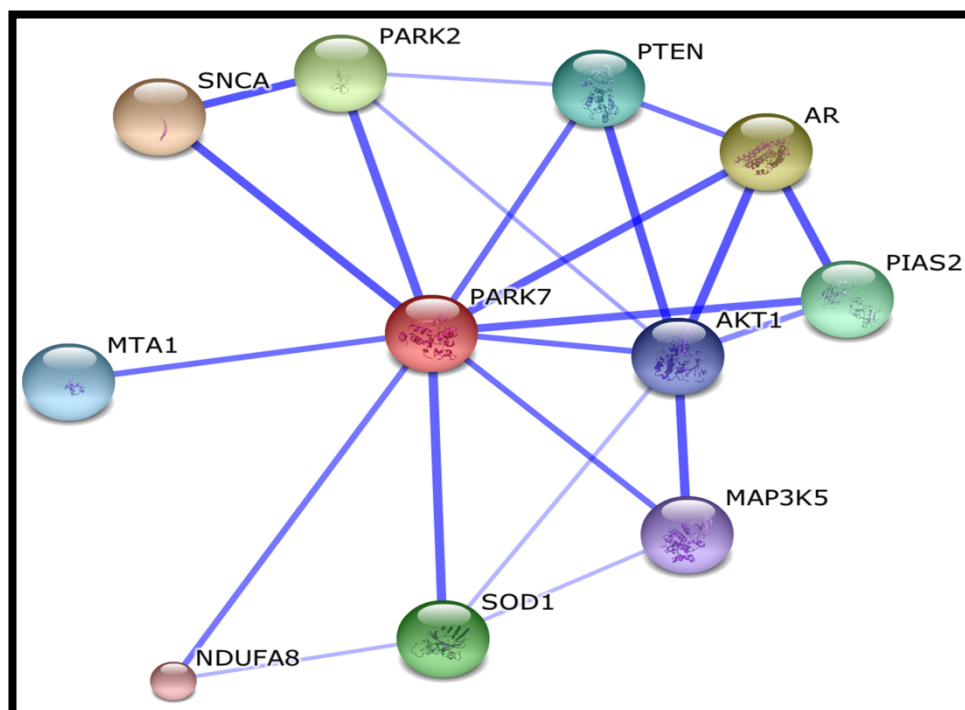 PARK2
PTEN
SNCA
AR
PIAS2
PARK7
AKT1
MTA1
MAP3K5
SOD1
NDUFA8